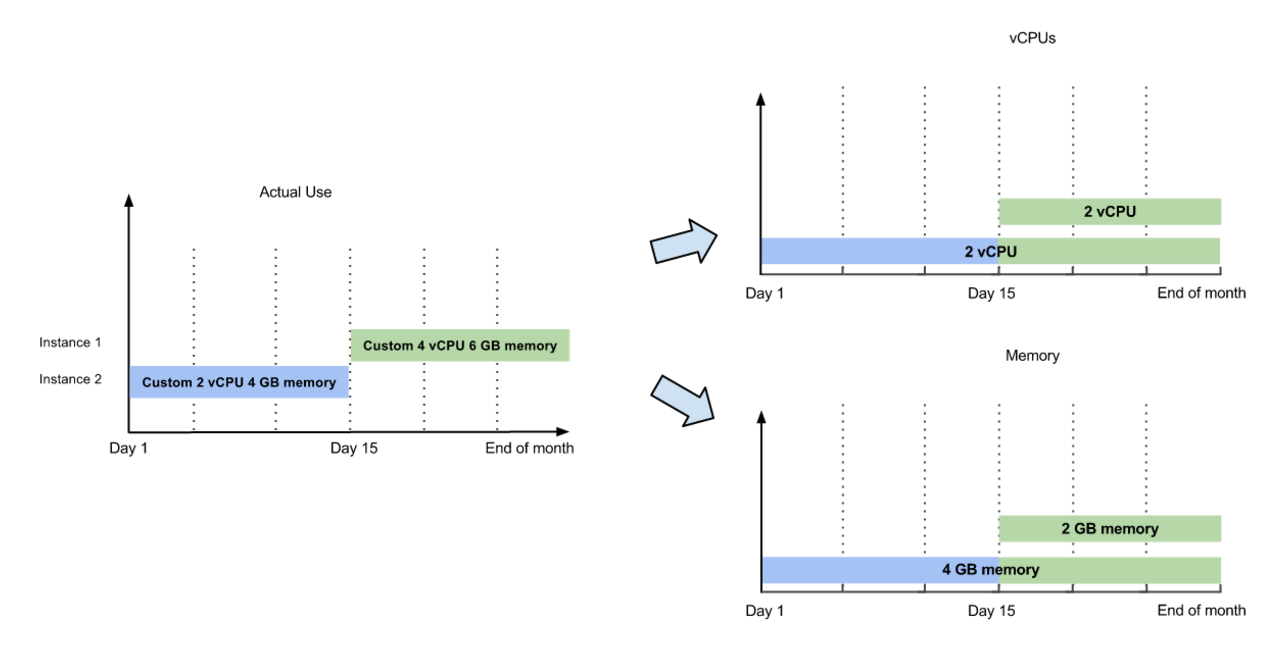 Actual Use
Instance 1
Custom 4 vCPU 6 GB memory
Instance 2
Custom 2 vCPU 4 GB memory
Day 1
Day 15
End of month
vCPUs
2 vCPU
2 vCPU
Day 1
Day 15
End of month
Memory
2 GB memory
4 GB memory
Day 1
Day 15
End of month